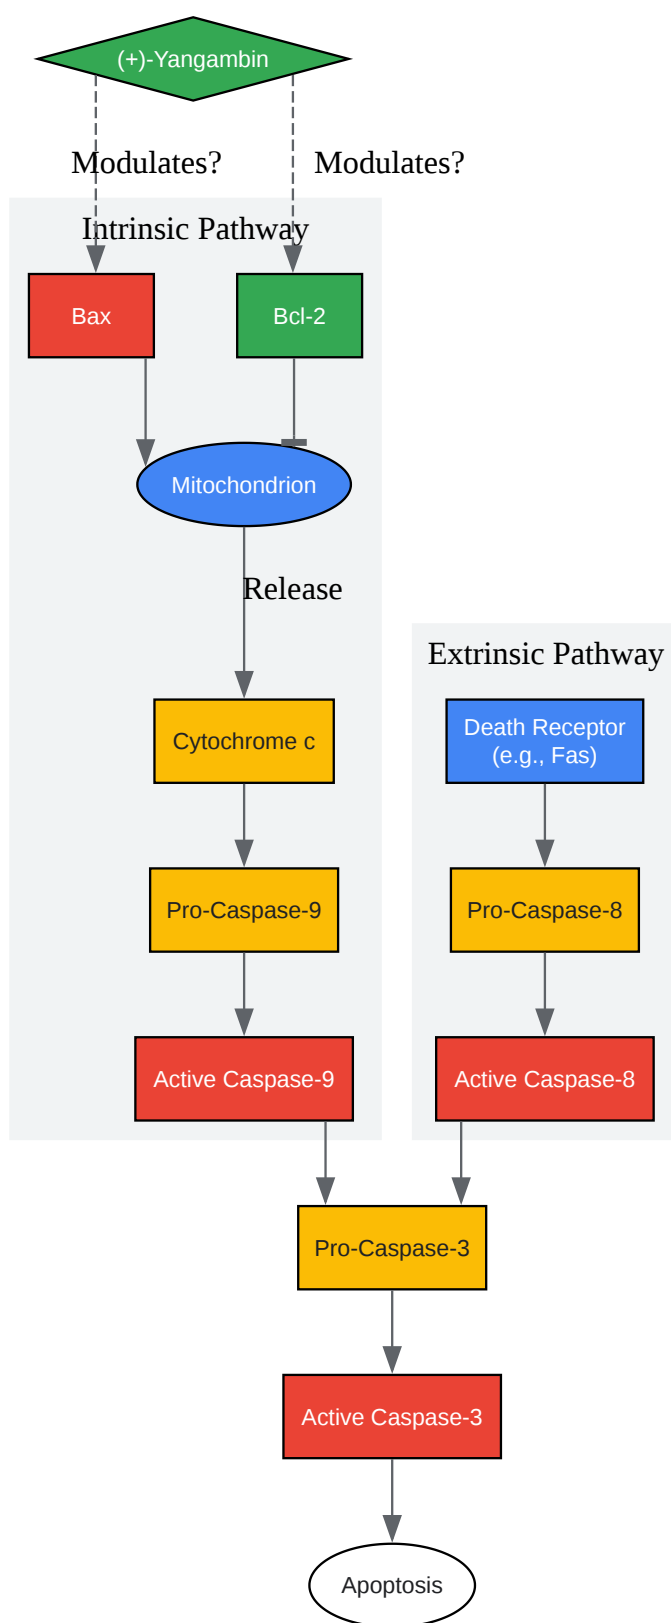 (+)-Yangambin
Modulates?
Modulates?
Intrinsic Pathway
Bax
Bcl-2
Mitochondrion
Release
Extrinsic Pathway
Cytochrome c
Death Receptor
(e.g., Fas)
Pro-Caspase-9
Pro-Caspase-8
Active Caspase-9
Active Caspase-8
Pro-Caspase-3
Active Caspase-3
Apoptosis